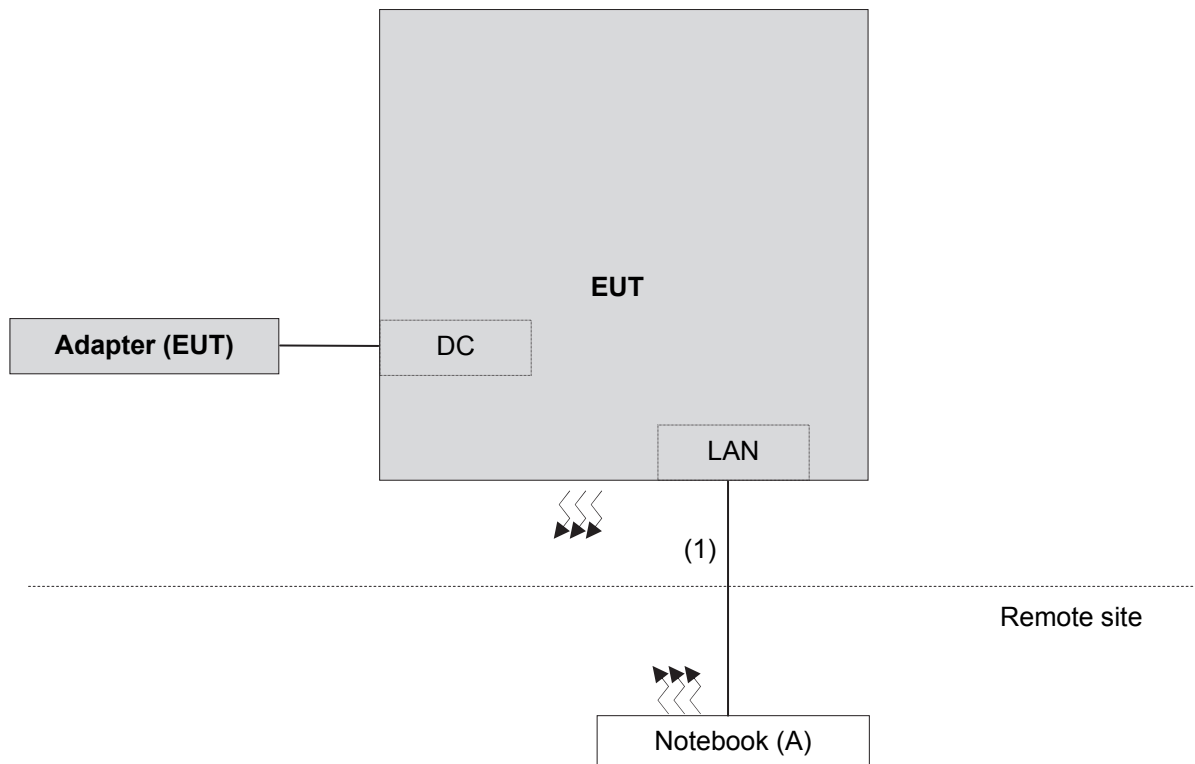 EUT
Adapter (EUT)
DC
LAN
(1)
Remote site
Notebook (A)